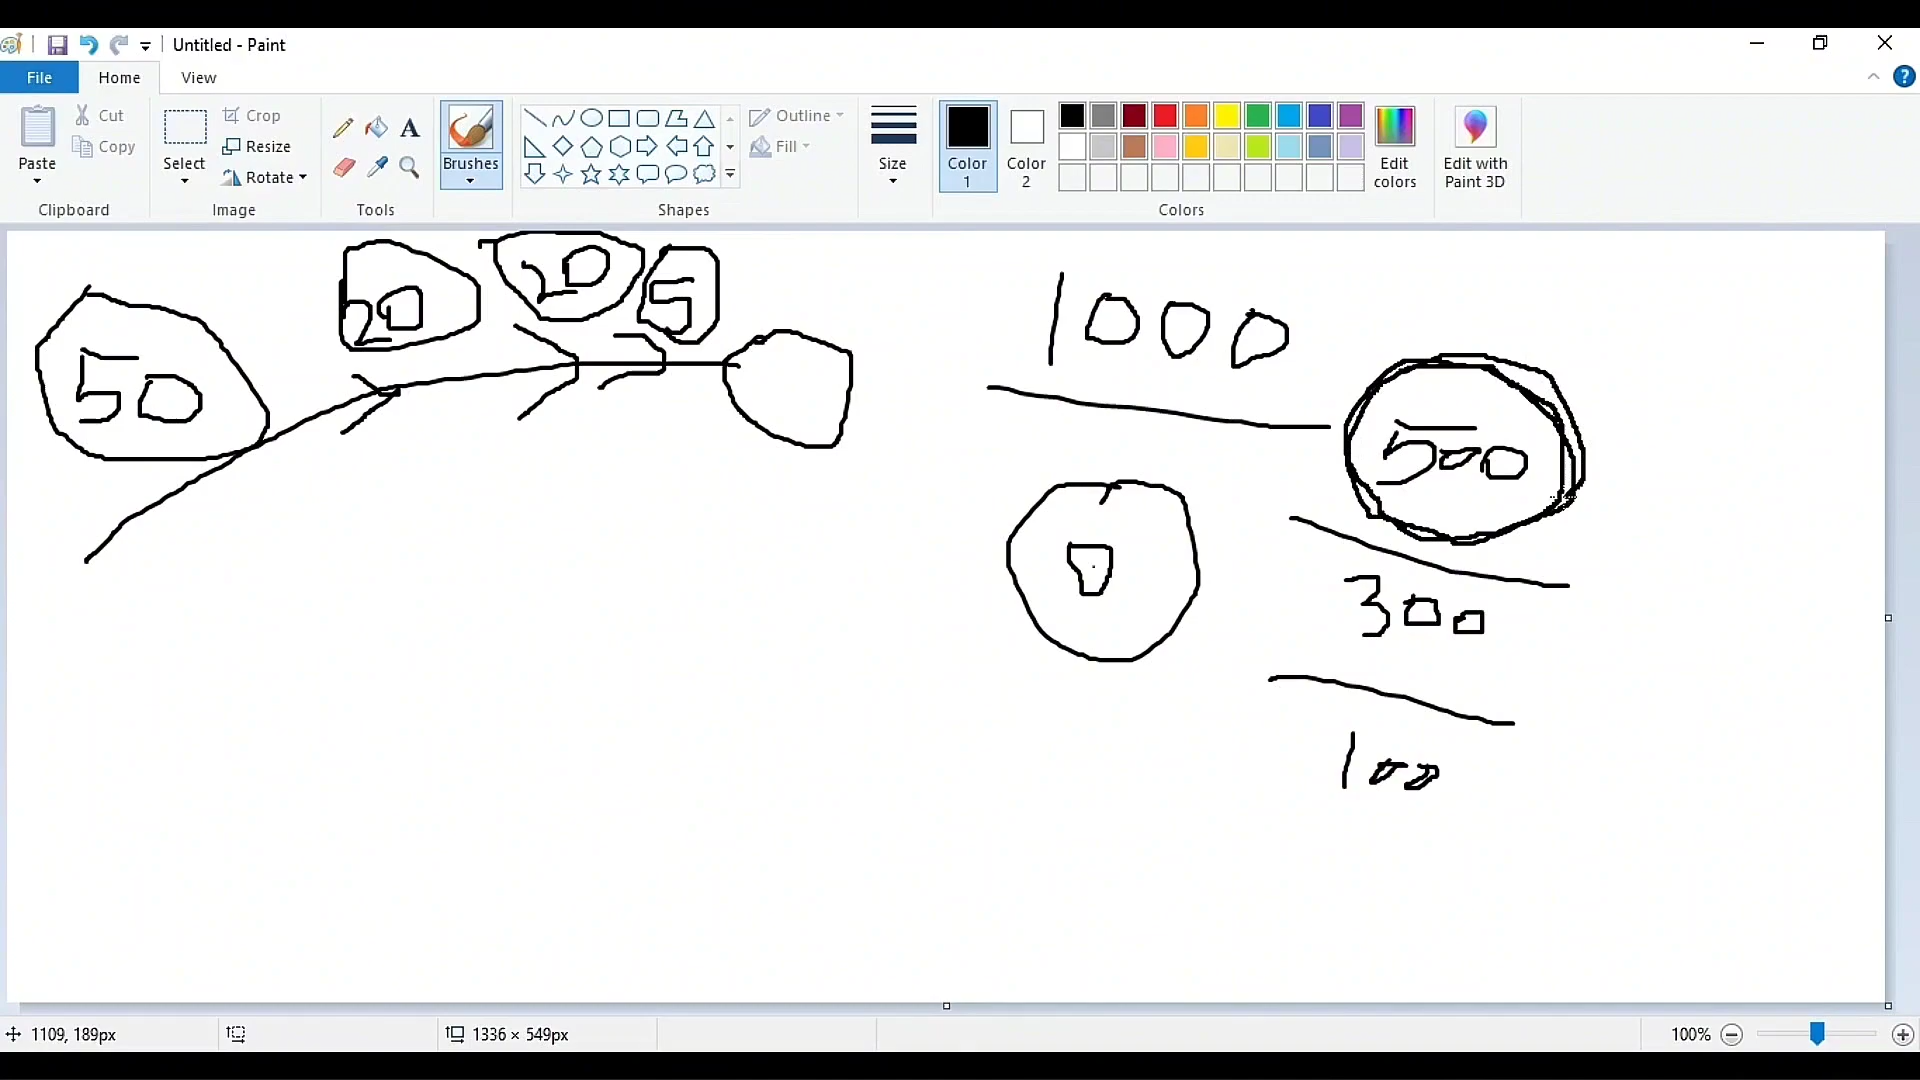 Untitled - Paint
File Home View
Paste
Cut
Copy
Clipboard
Select
Crop
Resize
Rotate
Image
A
Tools
Brushes
Shapes
Outline
Fill
Size
Color 1
Color 2
Colors
Edit colors
Edit with Paint 3D
?
50
20
20
5
1000
500
300
100
0
1109, 189px
1336 × 549px
100%